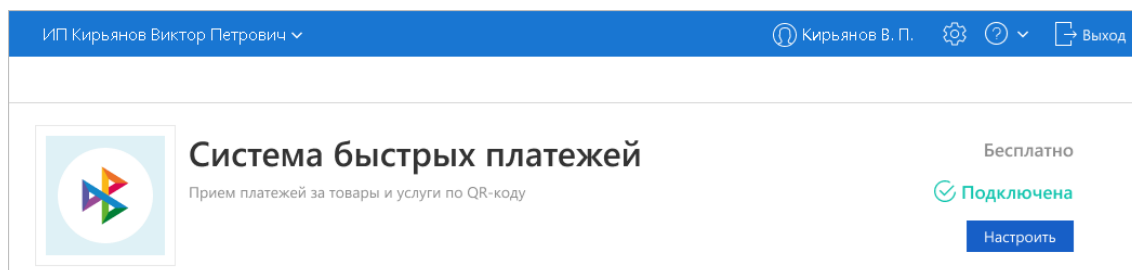 ИП Кирьянов Виктор Петрович Кирьянов В. П. ? Выход
Система быстрых платежей Бесплатно
Прием платежей за товары и услуги по QR-коду Подключена
Настроить